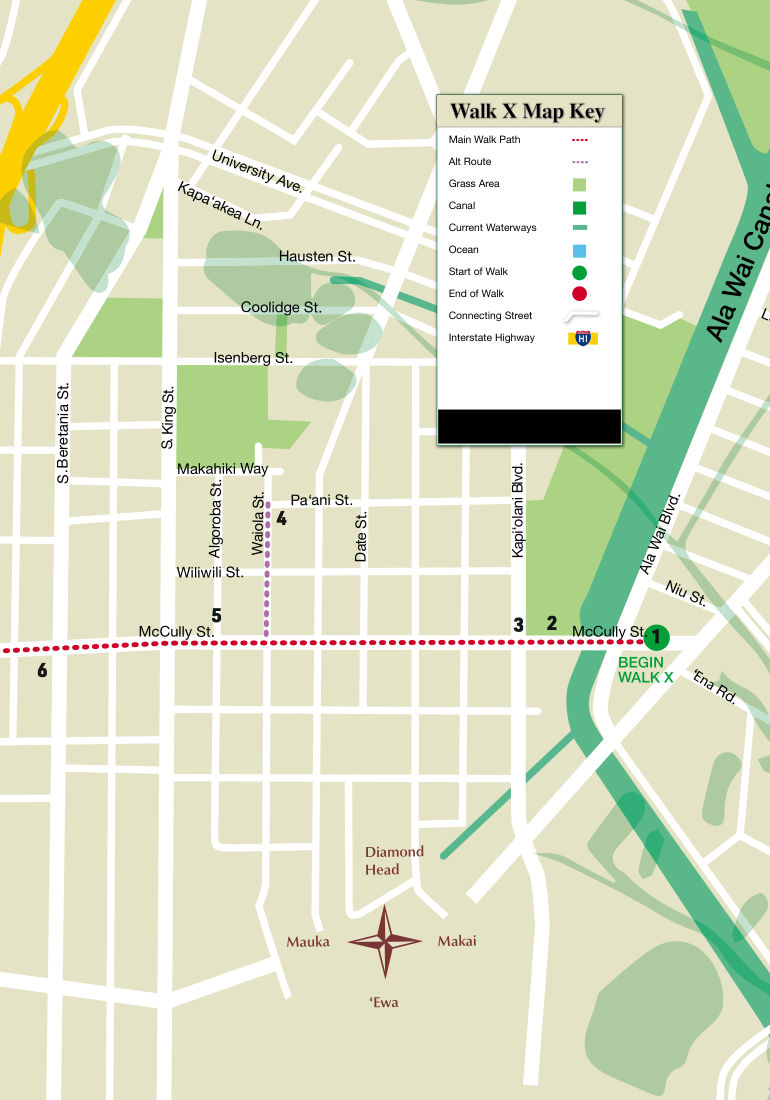 Walk X Map Key
Main Walk Path
Alt Route
Grass Area
Canal
Current Waterways
Ocean
Start of Walk
End of Walk
Connecting Street
Interstate Highway
HI
University Ave.
Kapaʻakea Ln.
Hausten St.
Coolidge St.
Isenberg St.
Ala Wai Canal
S. Beretania St.
S. King St.
Makahiki Way
Algoroba St.
Waiola St.
Paʻani St.
4
Date St.
Kapiʻolani Blvd.
Ala Wai Blvd.
Wiliwili St.
Niu St.
5
McCully St.
3
2
McCully St.
1
6
BEGIN
WALK X
ʻEna Rd.
Diamond
Head
Mauka
Makai
ʻEwa